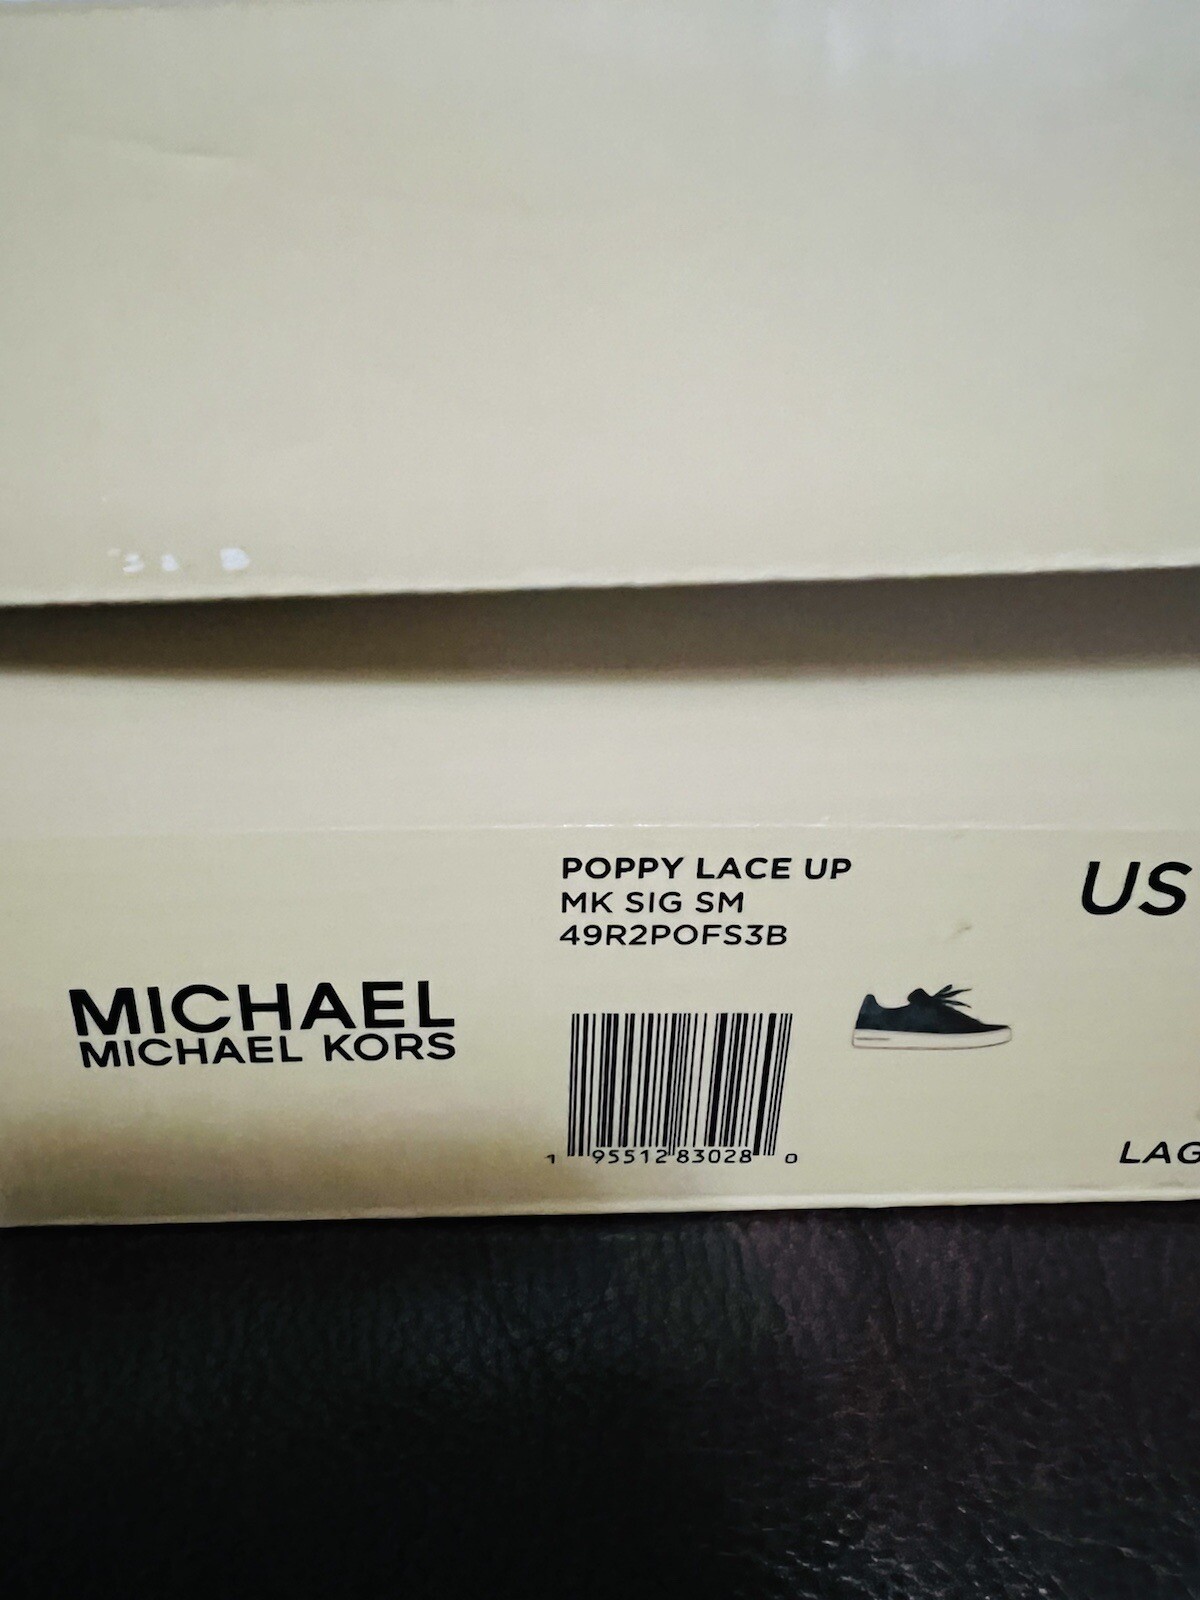 POPPY LACE UP
MK SIG SM
49R2POFS3B
US
MICHAEL
MICHAEL KORS
1 95512 83028 0
LAG